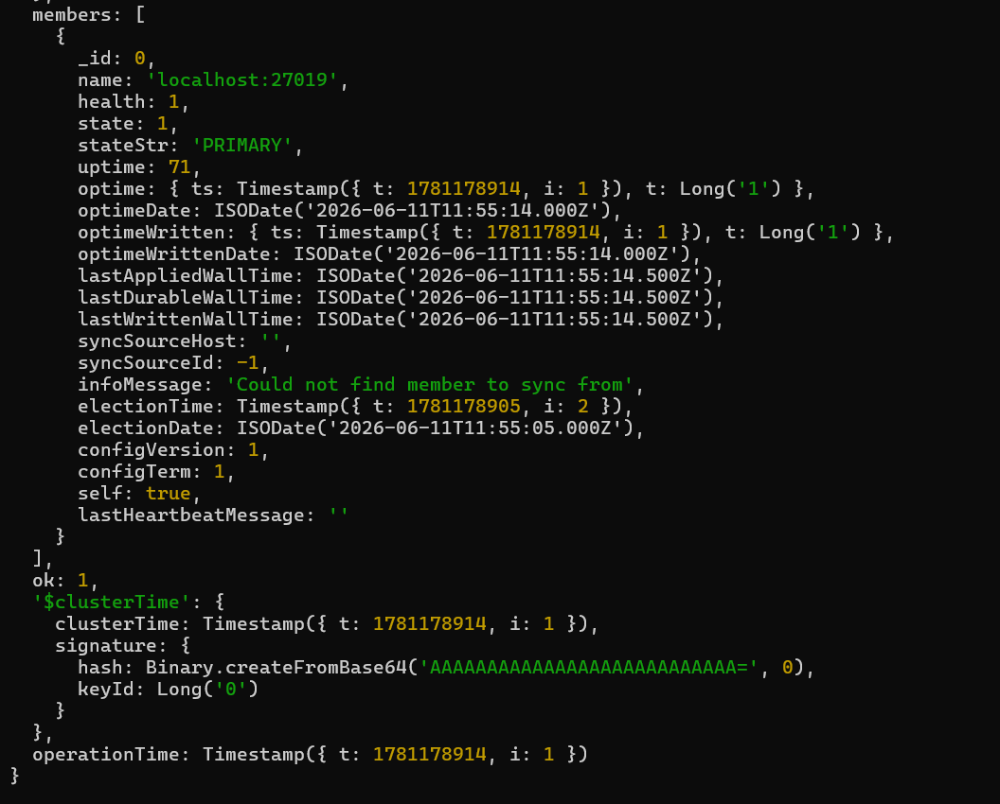 members: [
{
_id: 0,
name: 'localhost:27019',
health: 1,
state: 1,
stateStr: 'PRIMARY',
uptime: 71,
optime: { ts: Timestamp({ t: 1781178914, i: 1 }), t: Long('1') },
optimeDate: ISODate('2026-06-11T11:55:14.000Z'),
optimeWritten: { ts: Timestamp({ t: 1781178914, i: 1 }), t: Long('1') },
optimeWrittenDate: ISODate('2026-06-11T11:55:14.000Z'),
lastAppliedWallTime: ISODate('2026-06-11T11:55:14.500Z'),
lastDurableWallTime: ISODate('2026-06-11T11:55:14.500Z'),
lastWrittenWallTime: ISODate('2026-06-11T11:55:14.500Z'),
syncSourceHost: '',
syncSourceId: -1,
infoMessage: 'Could not find member to sync from',
electionTime: Timestamp({ t: 1781178905, i: 2 }),
electionDate: ISODate('2026-06-11T11:55:05.000Z'),
configVersion: 1,
configTerm: 1,
self: true,
lastHeartbeatMessage: ''
}
],
ok: 1,
'$clusterTime': {
clusterTime: Timestamp({ t: 1781178914, i: 1 }),
signature: {
hash: Binary.createFromBase64('AAAAAAAAAAAAAAAAAAAAAAAAAAA=', 0),
keyId: Long('0')
}
},
operationTime: Timestamp({ t: 1781178914, i: 1 })
}